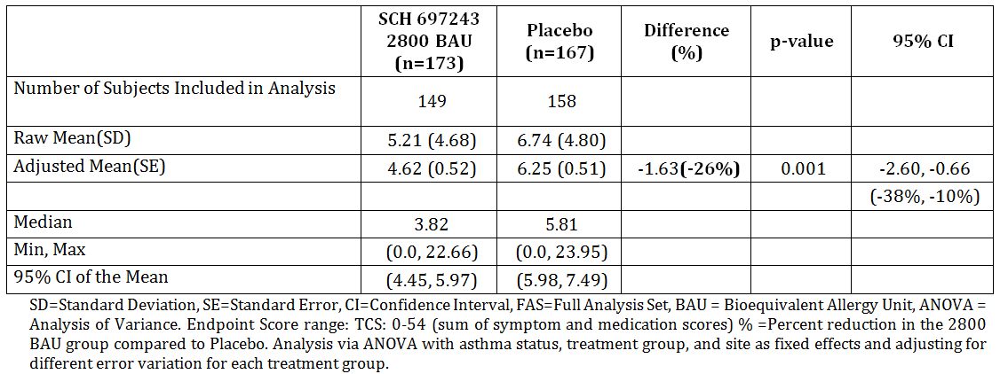 SCH 697243 2800 BAU (n=173) Placebo (n=167) Difference (%) p-value 95% CI
Number of Subjects Included in Analysis 149 158
Raw Mean(SD) 5.21 (4.68) 6.74 (4.80)
Adjusted Mean(SE) 4.62 (0.52) 6.25 (0.51) -1.63(-26%) 0.001 -2.60, -0.66
(-38%, -10%)
Median 3.82 5.81
Min, Max (0.0, 22.66) (0.0, 23.95)
95% CI of the Mean (4.45, 5.97) (5.98, 7.49)
SD=Standard Deviation, SE=Standard Error, CI=Confidence Interval, FAS=Full Analysis Set, BAU = Bioequivalent Allergy Unit, ANOVA =
Analysis of Variance. Endpoint Score range: TCS: 0-54 (sum of symptom and medication scores) % =Percent reduction in the 2800
BAU group compared to Placebo. Analysis via ANOVA with asthma status, treatment group, and site as fixed effects and adjusting for
different error variation for each treatment group.